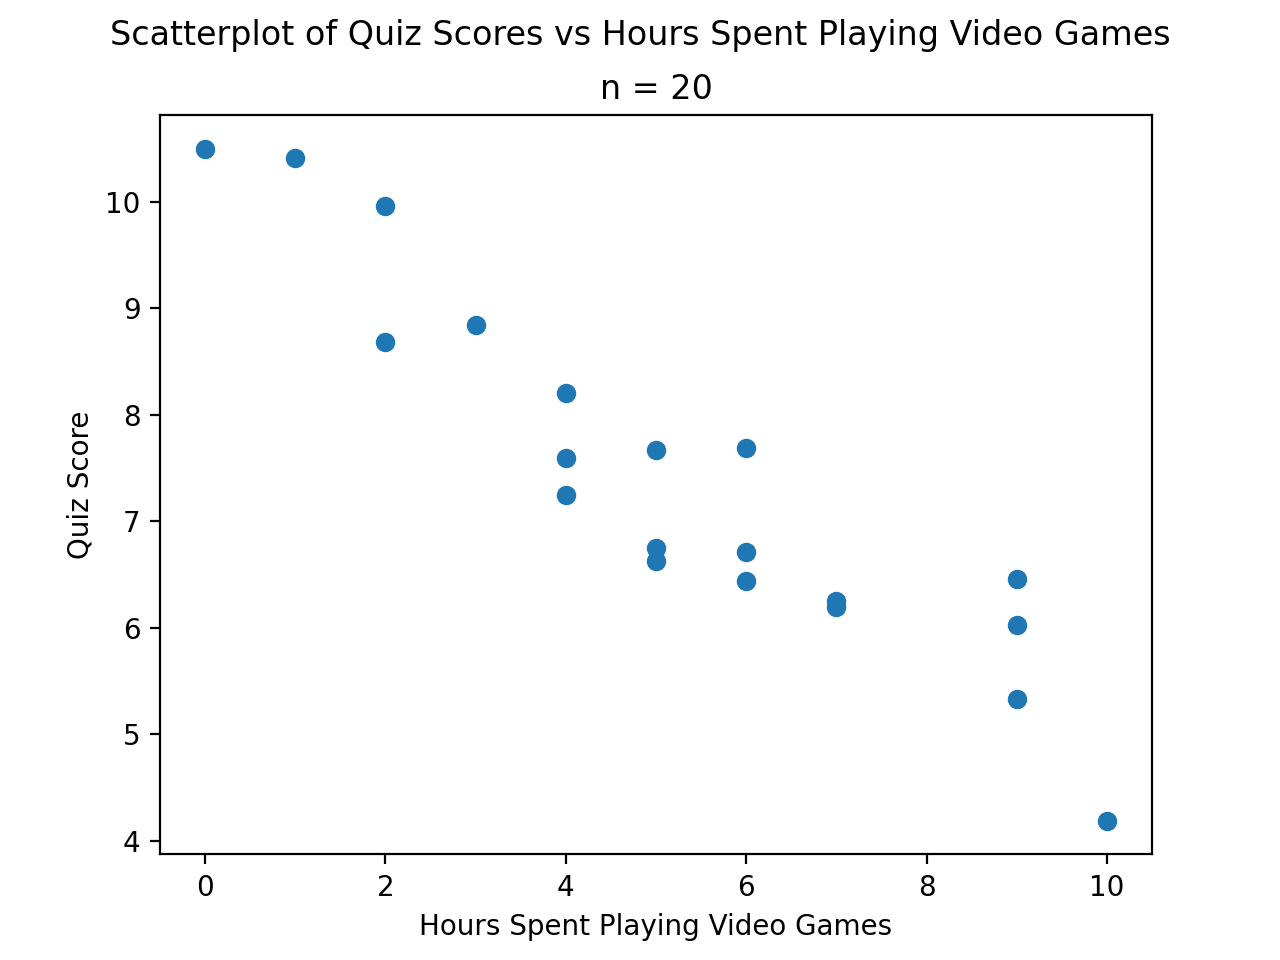 Scatterplot of Quiz Scores vs Hours Spent Playing Video Games
n = 20
10
9
8
7
6
5
4
Quiz Score
0 2 4 6 8 10
Hours Spent Playing Video Games